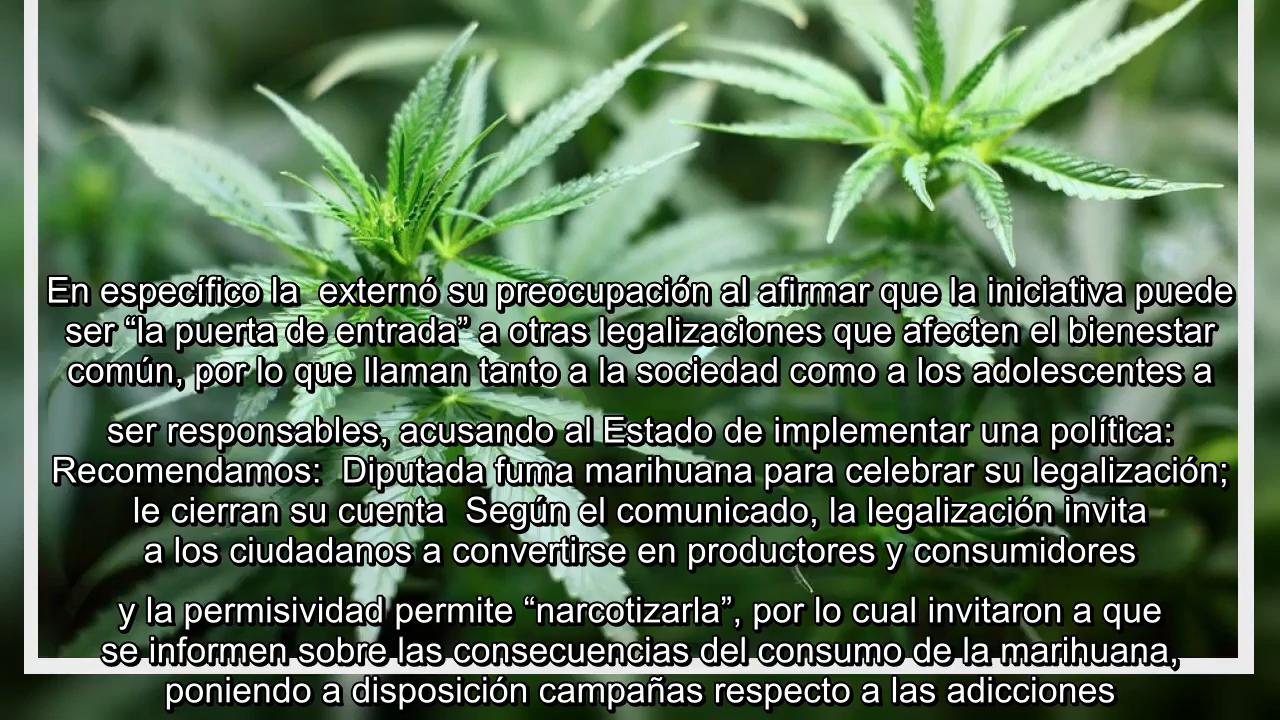 En específico la  externó su preocupación al afirmar que la iniciativa puede
ser “la puerta de entrada” a otras legalizaciones que afecten el bienestar
común, por lo que llaman tanto a la sociedad como a los adolescentes a
ser responsables, acusando al Estado de implementar una política:
Recomendamos:  Diputada fuma marihuana para celebrar su legalización;
le cierran su cuenta  Según el comunicado, la legalización invita
a los ciudadanos a convertirse en productores y consumidores
y la permisividad permite “narcotizarla”, por lo cual invitaron a que
se informen sobre las consecuencias del consumo de la marihuana,
poniendo a disposición campañas respecto a las adicciones